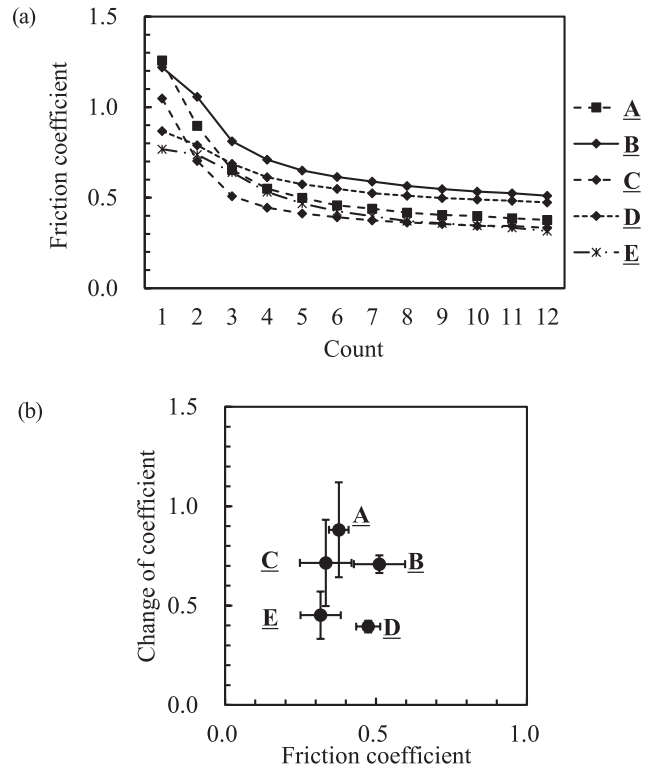 (a)
1.5
1.0
0.5
0.0
Friction coefficient
1 2 3 4 5 6 7 8 9 10 11 12
Count
A
B
C
D
E
(b)
1.5
1.0
0.5
0.0
Change of coefficient
A
C
B
E
D
0.0 0.5 1.0
Friction coefficient